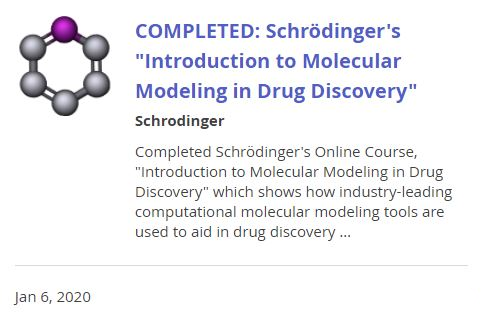 COMPLETED: Schrödinger's
"Introduction to Molecular
Modeling in Drug Discovery"
Schrodinger
Completed Schrödinger's Online Course,
"Introduction to Molecular Modeling in Drug
Discovery" which shows how industry-leading
computational molecular modeling tools are
used to aid in drug discovery ...
Jan 6, 2020